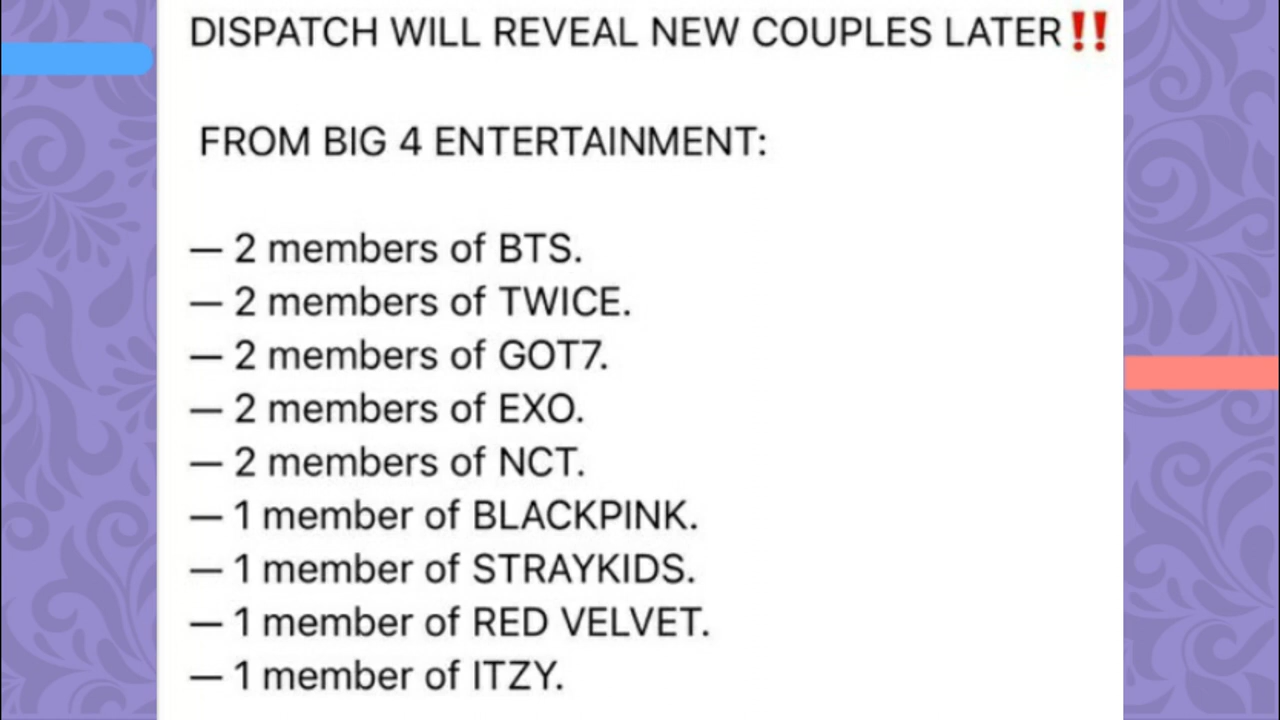 DISPATCH WILL REVEAL NEW COUPLES LATER‼️
FROM BIG 4 ENTERTAINMENT:
— 2 members of BTS.
— 2 members of TWICE.
— 2 members of GOT7.
— 2 members of EXO.
— 2 members of NCT.
— 1 member of BLACKPINK.
— 1 member of STRAYKIDS.
— 1 member of RED VELVET.
— 1 member of ITZY.